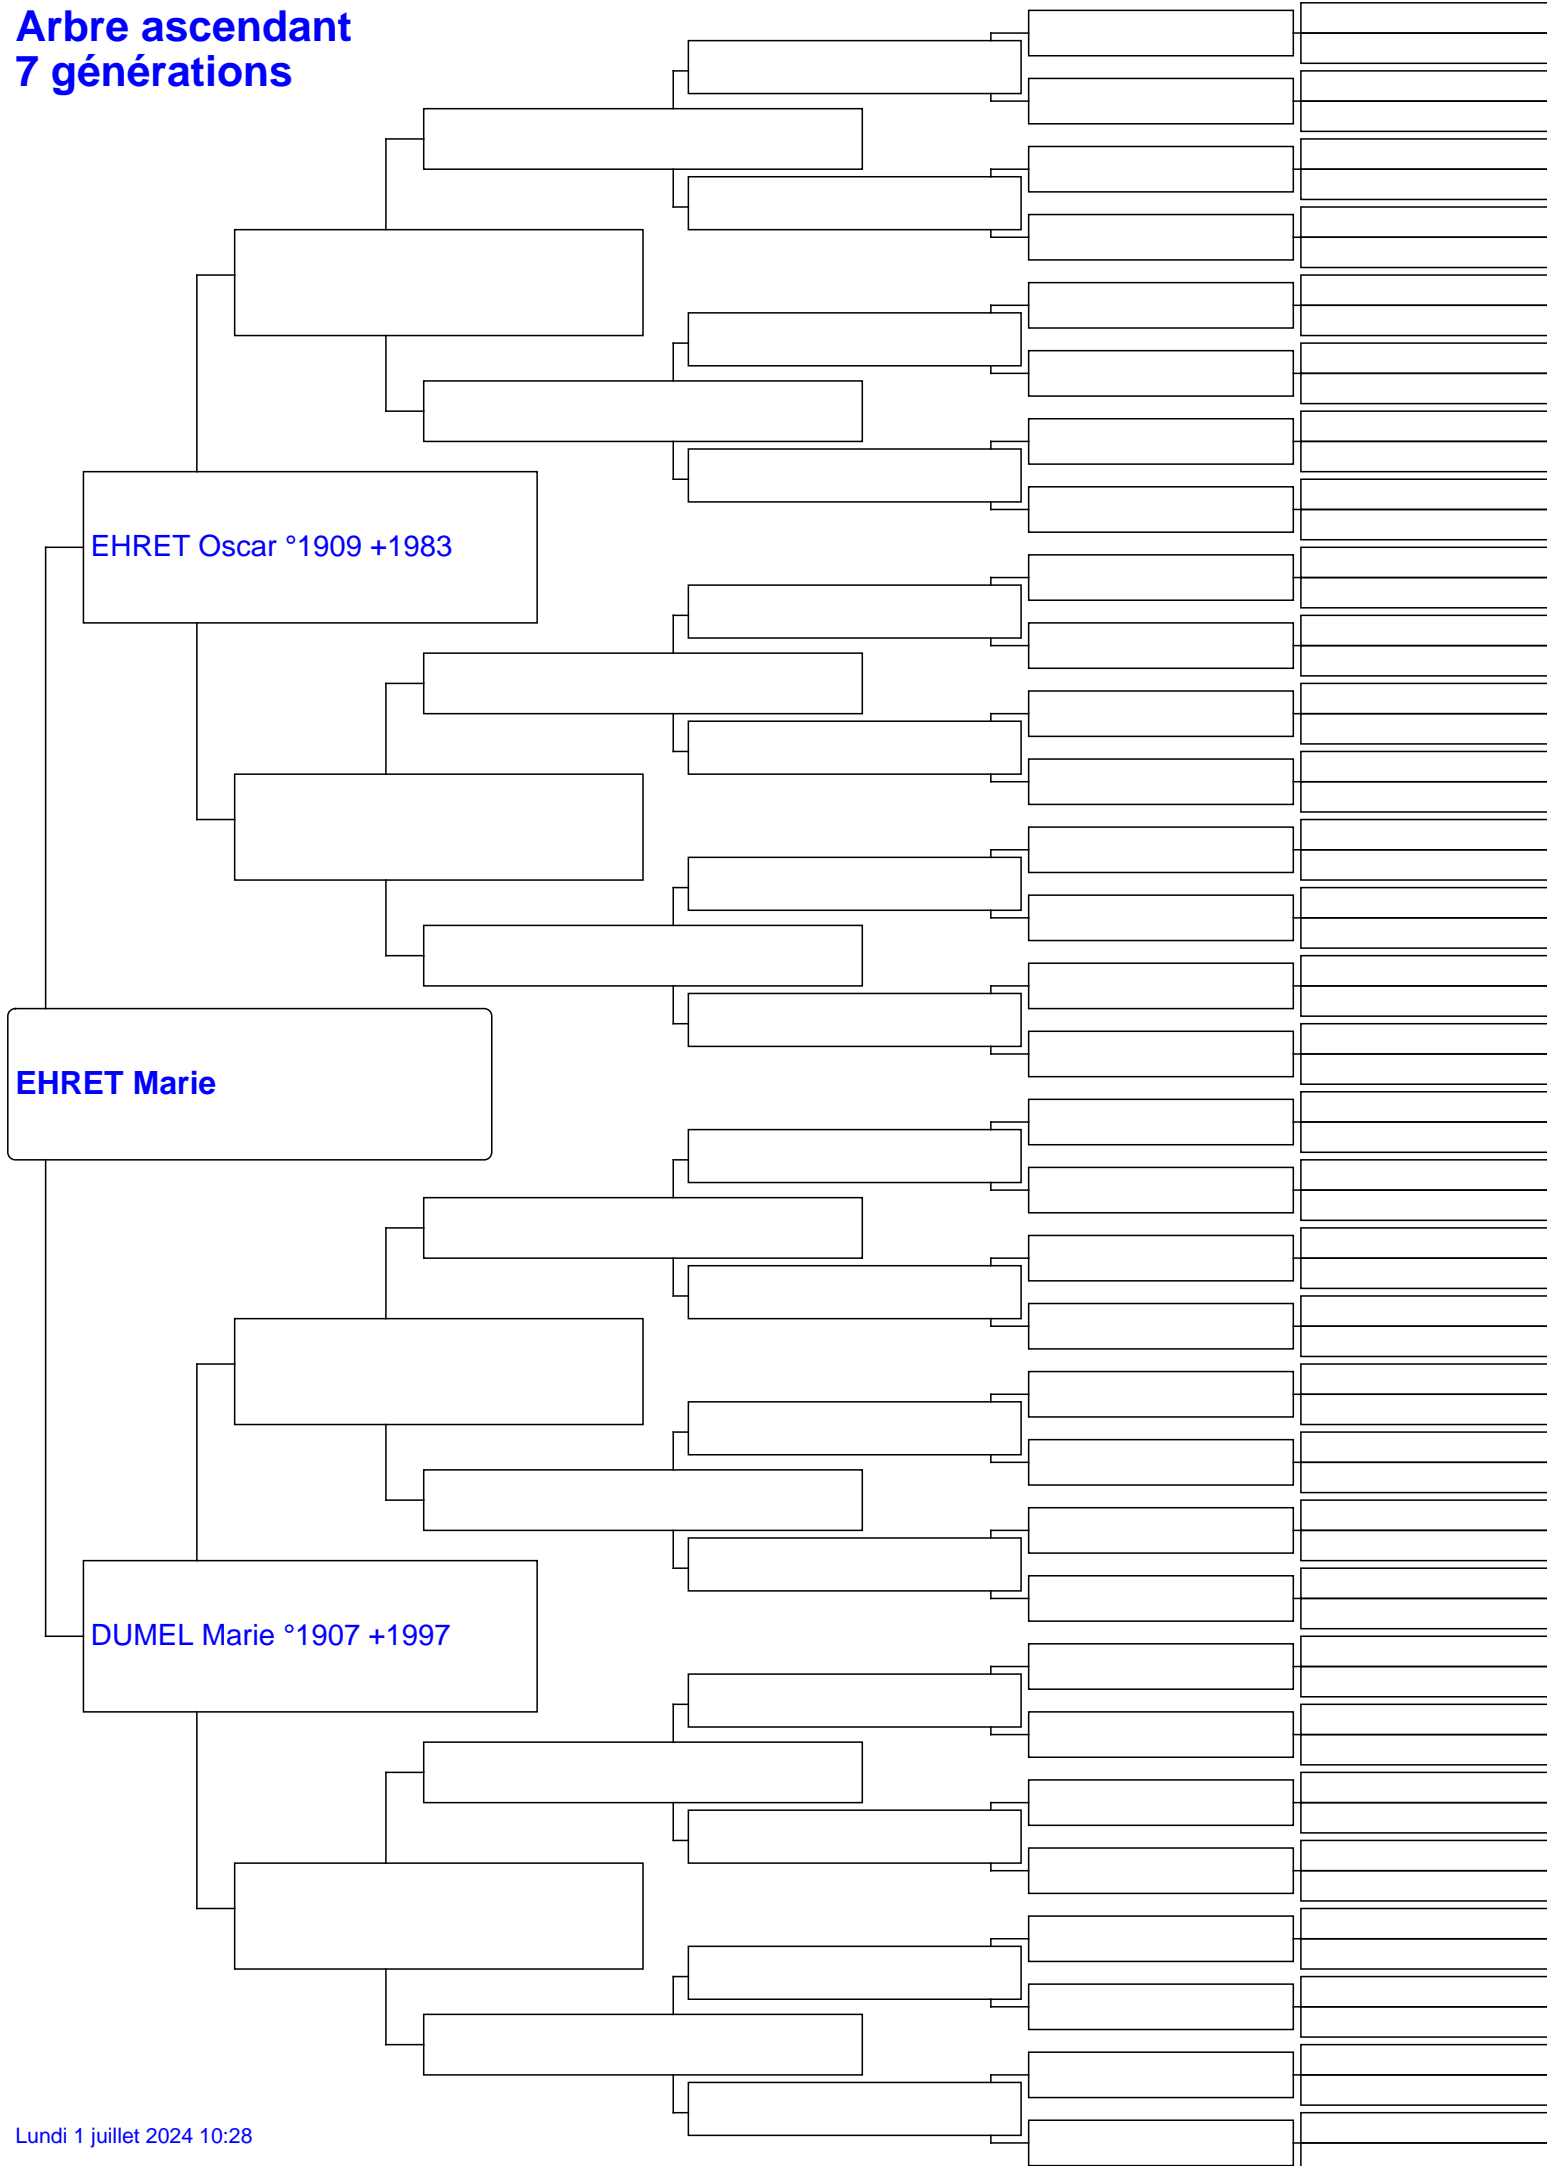 Arbre ascendant
7 générations
EHRET Oscar °1909 +1983
EHRET Marie
DUMEL Marie °1907 +1997
Lundi 1 juillet 2024 10:28